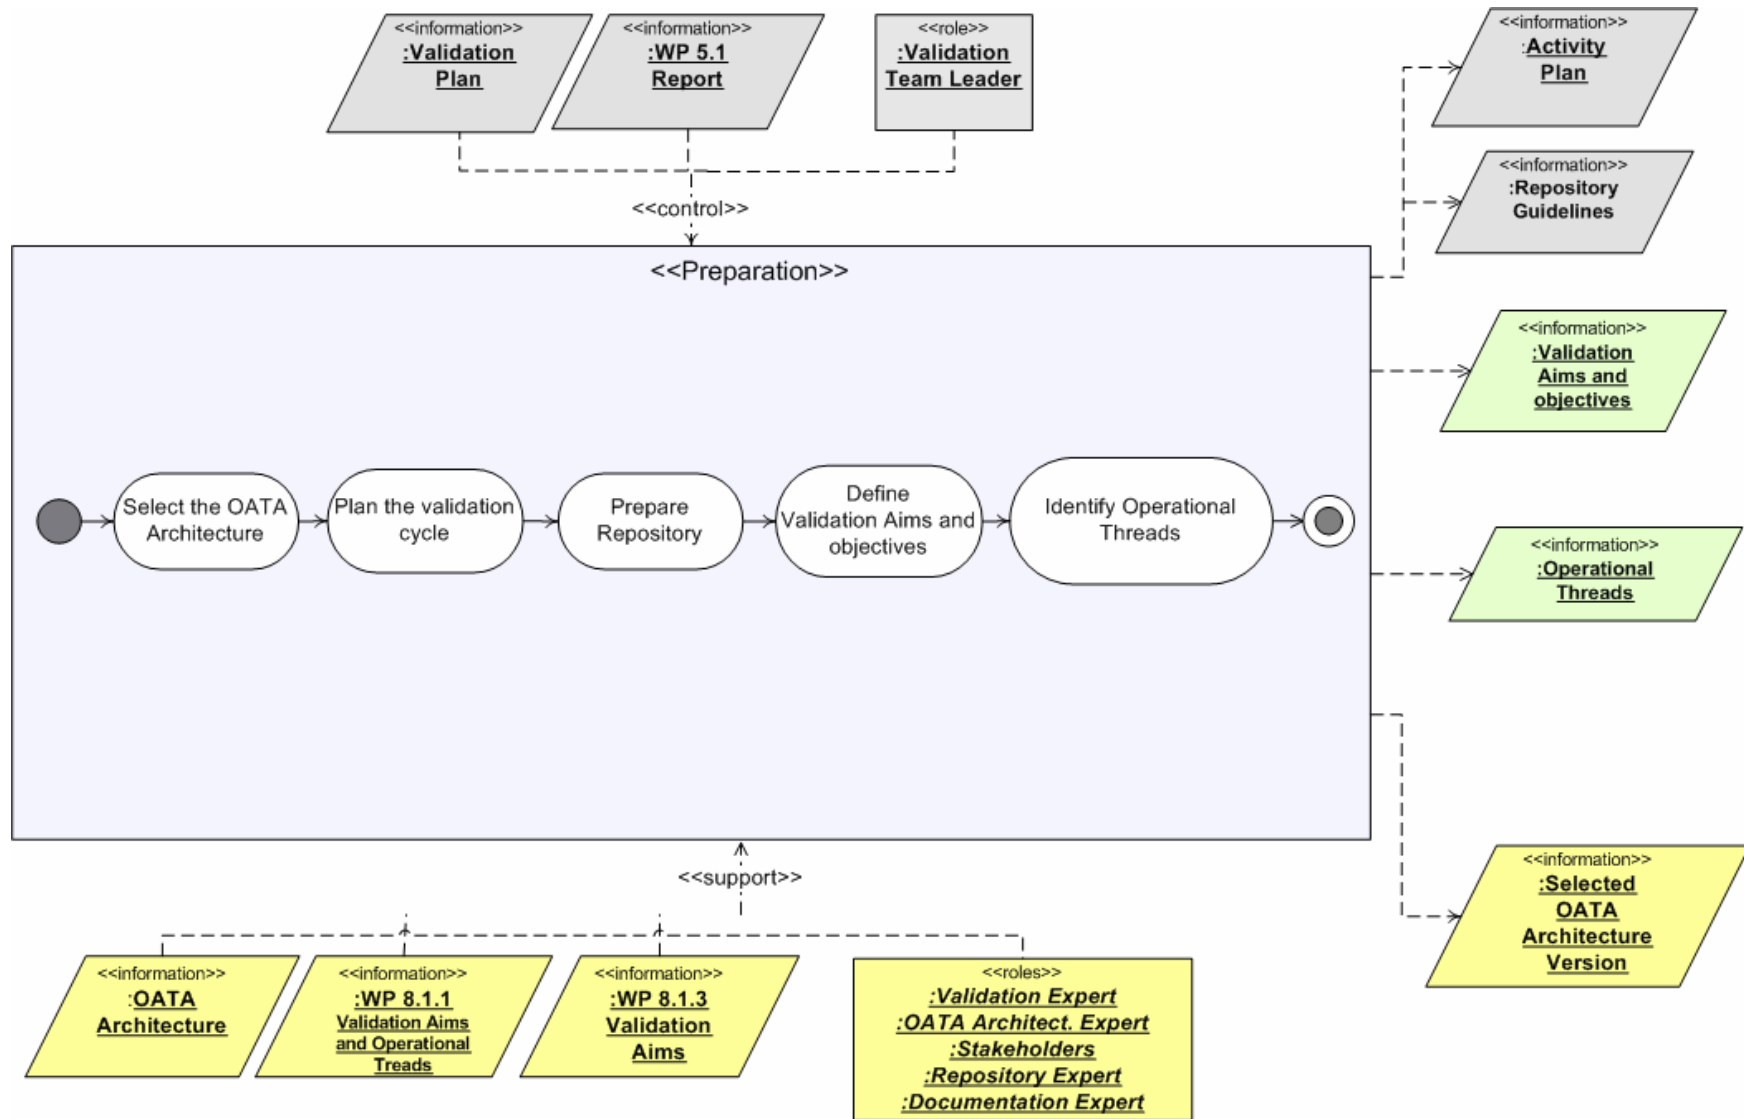 <<information>>
:Validation
Plan
<<information>>
:WP 5.1
Report
<<role>>
:Validation
Team Leader
<<information>>
:Activity
Plan
<<information>>
:Repository
Guidelines
<<control>>
<<Preparation>>
<<information>>
:Validation
Aims and
objectives
Select the OATA
Architecture
Plan the validation
cycle
Prepare
Repository
Define
Validation Aims and
objectives
Identify Operational
Threads
<<information>>
:Operational
Threads
<<information>>
:Selected
OATA
Architecture
Version
<<support>>
<<information>>
:OATA
Architecture
<<information>>
:WP 8.1.1
Validation Aims
and Operational
Treads
<<information>>
:WP 8.1.3
Validation
Aims
<<roles>>
:Validation Expert
:OATA Architect. Expert
:Stakeholders
:Repository Expert
:Documentation Expert